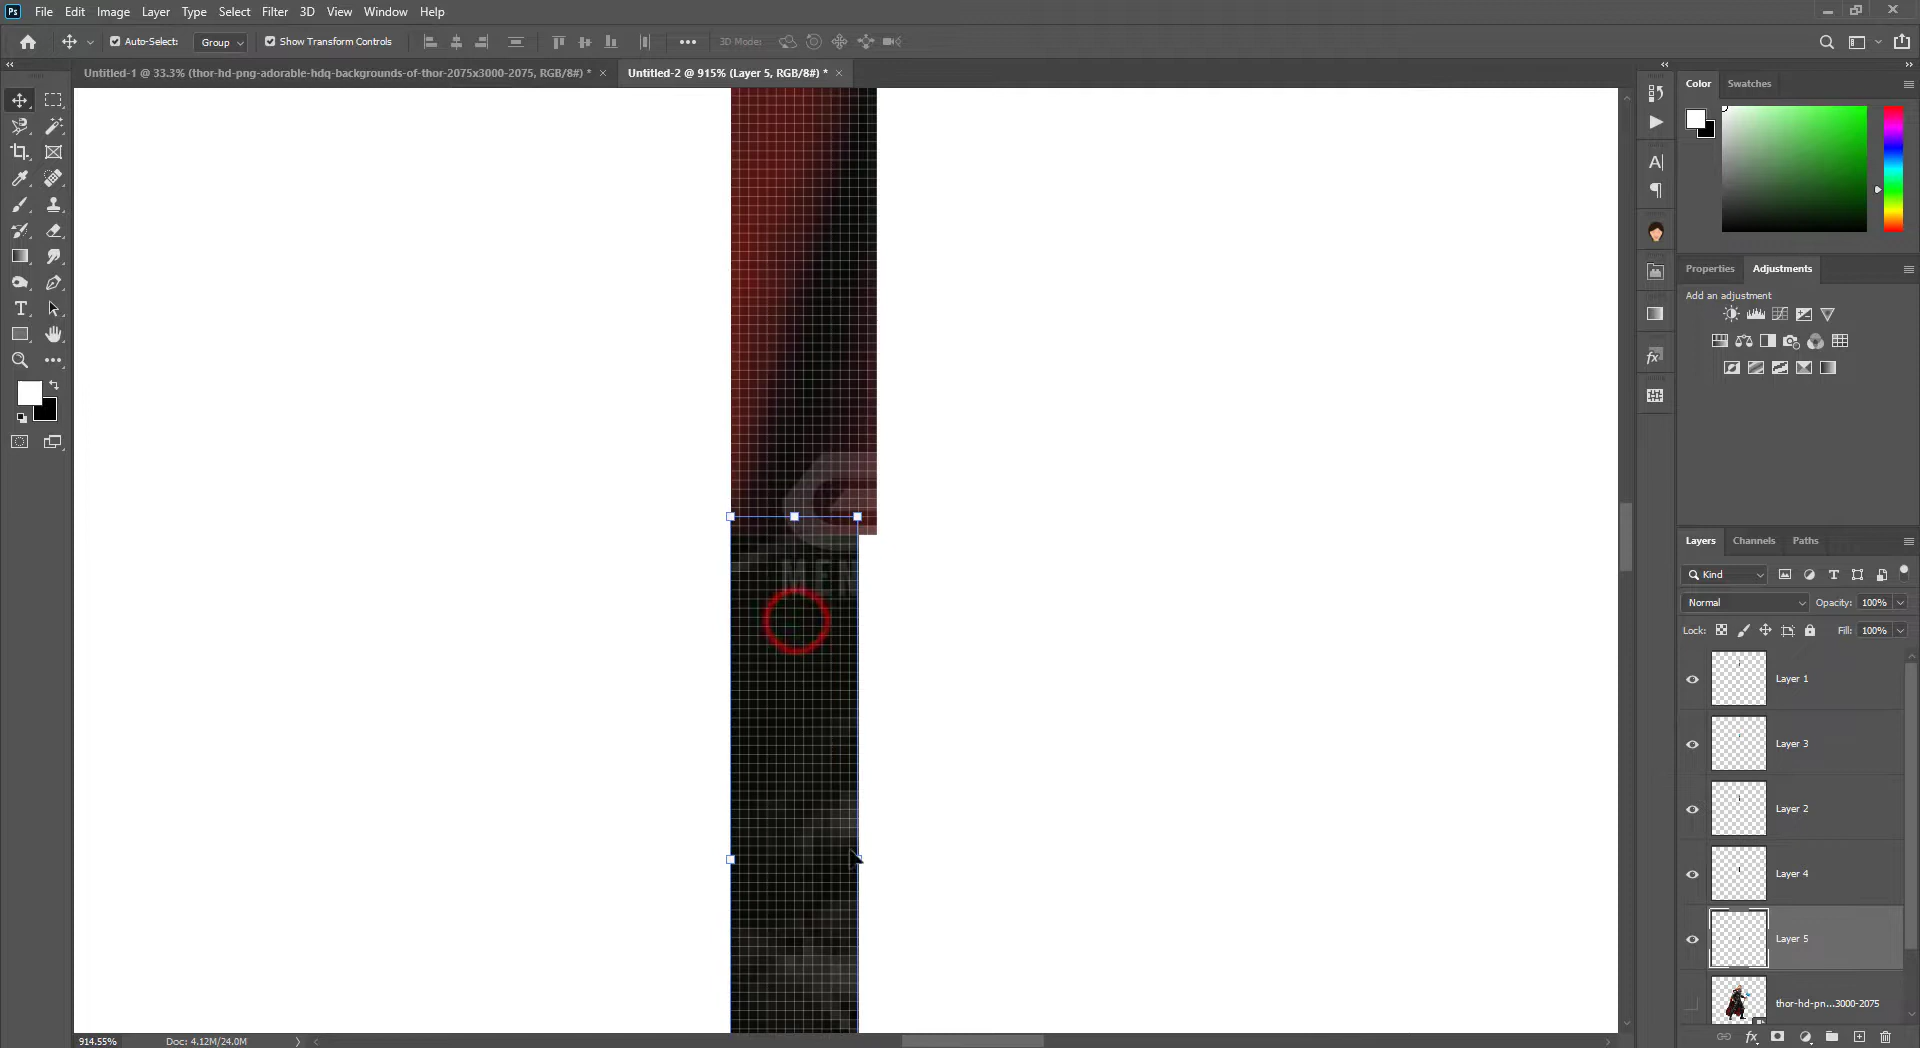 Ps File Edit Image Layer Type Select Filter 3D View Window Help
Auto-Select: Group Show Transform Controls 3D Mode:
Untitled-1 @ 33.3% (thor-hd-png-adorable-hdq-backgrounds-of-thor-2075x3000-2075, RGB/8#) * × Untitled-2 @ 915% (Layer 5, RGB/8#) * ×
Color Swatches
Properties Adjustments
Add an adjustment
MEN
Layers Channels Paths
Kind
Normal Opacity: 100%
Lock: Fill: 100%
Layer 1
Layer 3
Layer 2
Layer 4
Layer 5
thor-hd-pn...3000-2075
914.55% Doc: 4.12M/24.0M